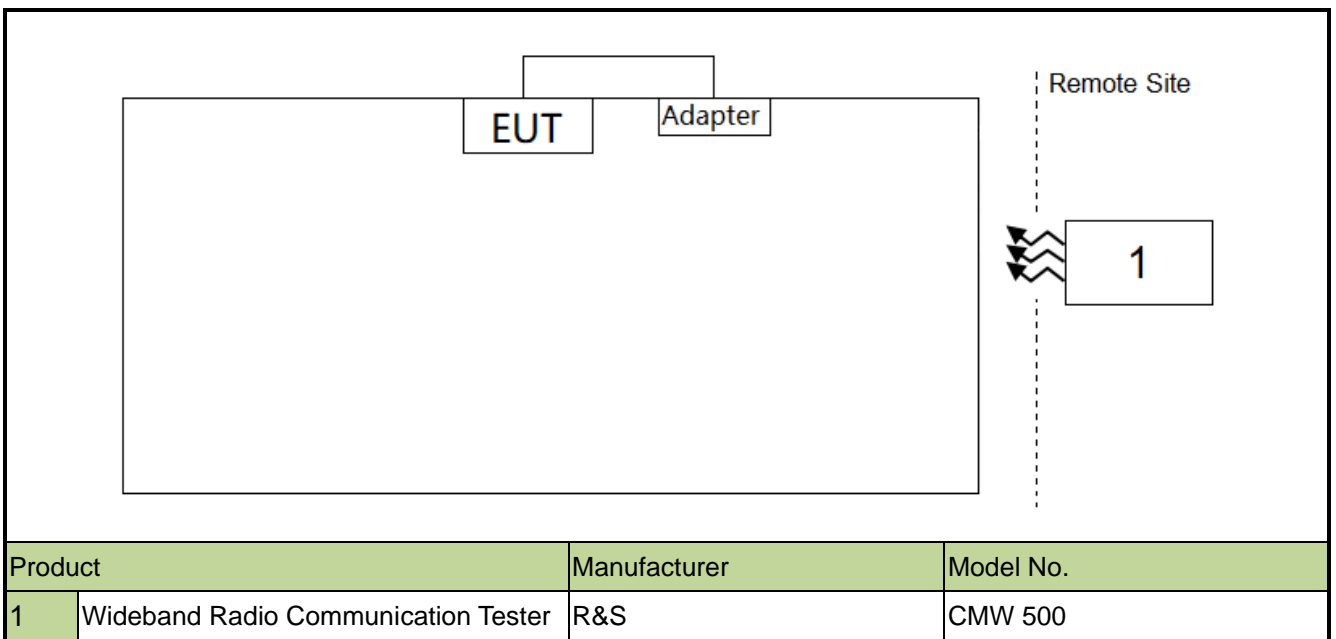 Remote Site
EUT
Adapter
1
Product Manufacturer Model No.
1 Wideband Radio Communication Tester R&S CMW 500